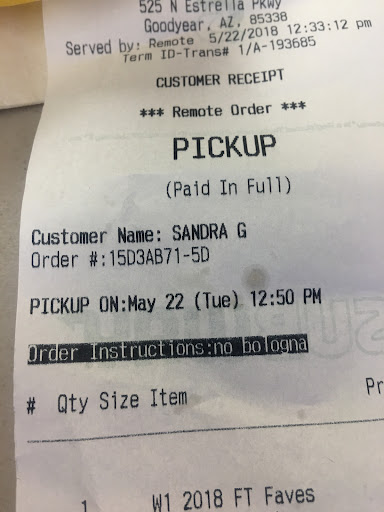 525 N Estrella Pkwy
Goodyear, AZ, 85338
Served by: Remote 5/22/2018 12:33:12 pm
Term ID-Trans# 1/A-193685
CUSTOMER RECEIPT
*** Remote Order ***
PICKUP
(Paid In Full)
Customer Name: SANDRA G
Order #:15D3AB71-5D
PICKUP ON:May 22 (Tue) 12:50 PM
Order Instructions:no bologna
# Qty Size Item Pr
1 W1 2018 FT Faves